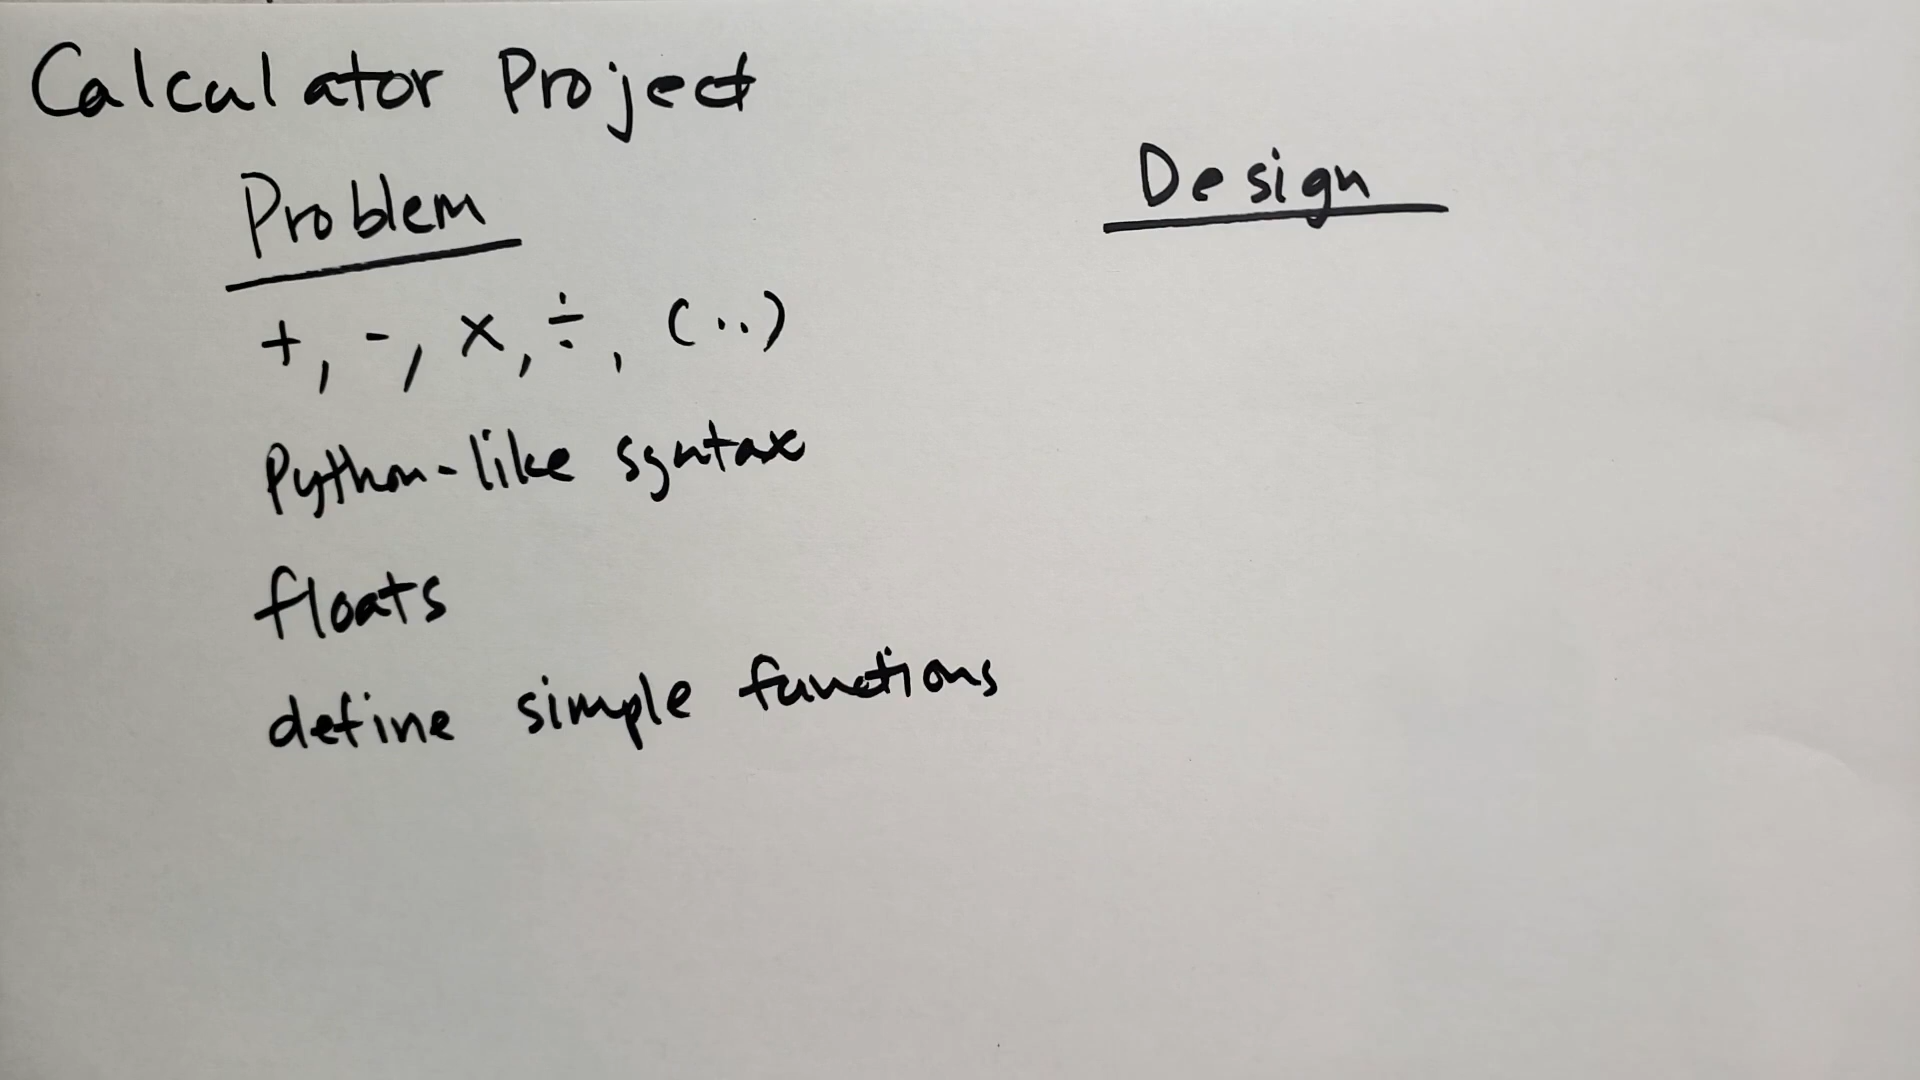 Calculator Project
Problem
+, -, ×, ÷, (..)
Python-like syntax
floats
define simple functions
Design